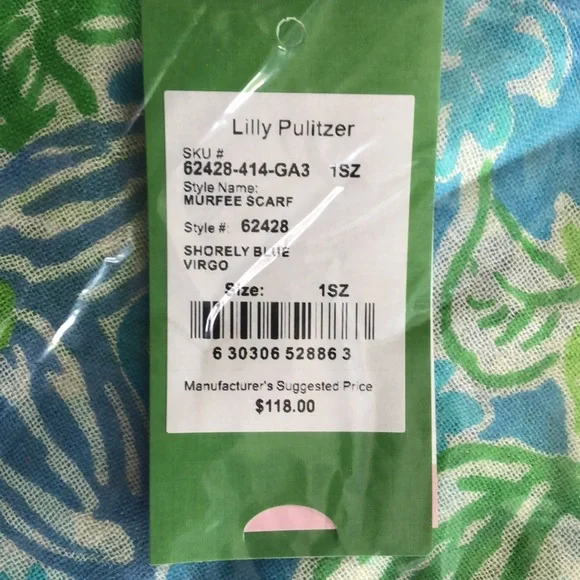 Lilly Pulitzer
SKU #
62428-414-GA3 1SZ
Style Name:
MURFEE SCARF
Style #: 62428
SHORELY BLUE
VIRGO
Size: 1SZ
6 30306 52886 3
Manufacturer's Suggested Price
$118.00